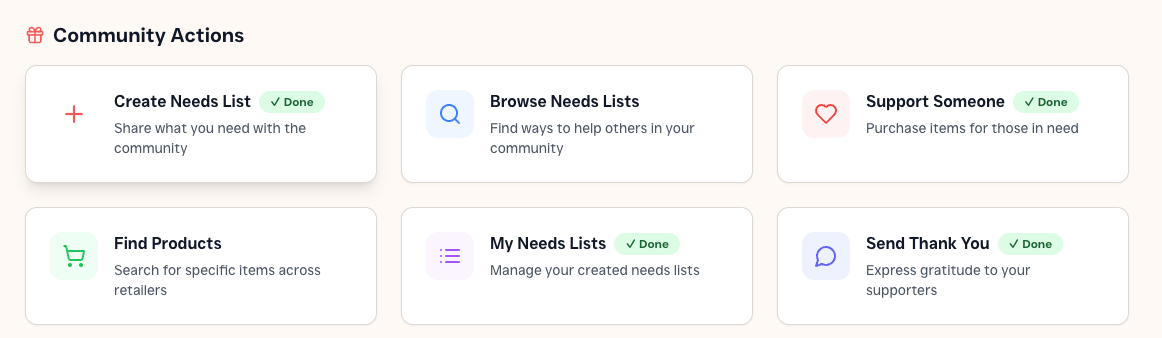 Community Actions
Create Needs List ✓ Done
Share what you need with the
community
Browse Needs Lists
Find ways to help others in your
community
Support Someone ✓ Done
Purchase items for those in need
Find Products
Search for specific items across
retailers
My Needs Lists ✓ Done
Manage your created needs lists
Send Thank You ✓ Done
Express gratitude to your
supporters